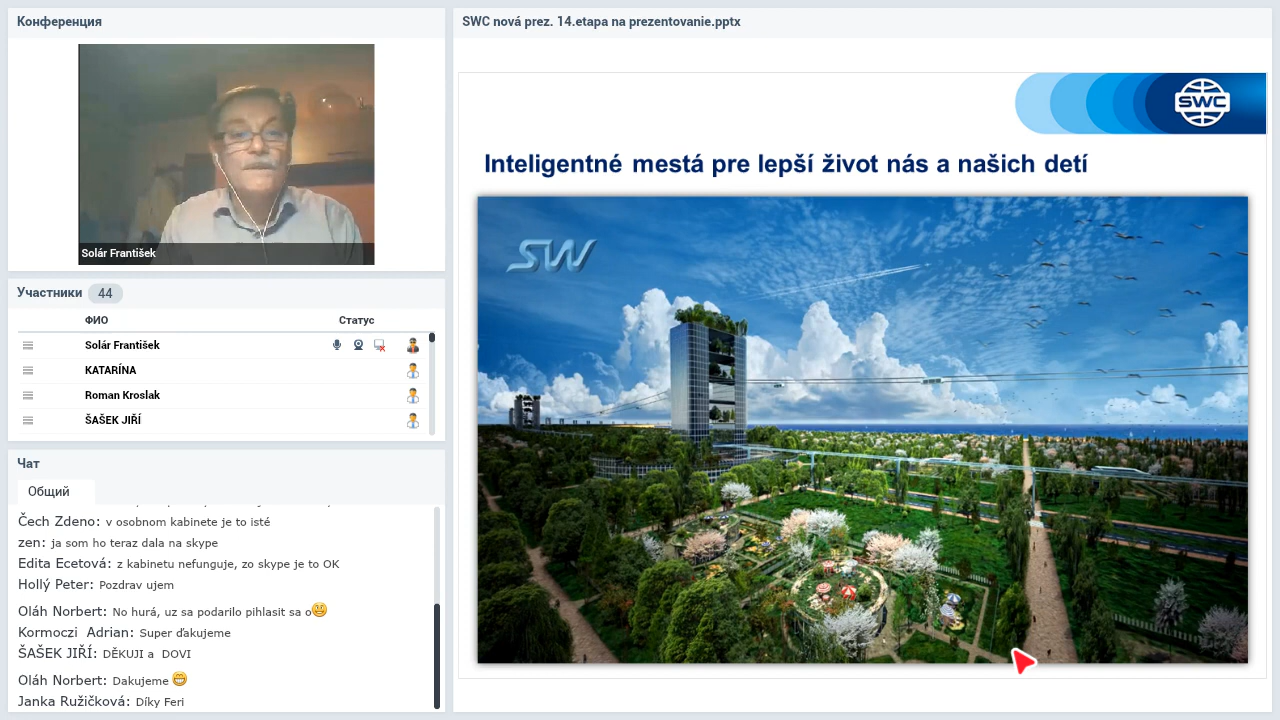 Конференция
Solár František
Участники 44
ФИО Статус
Solár František
KATARÍNA
Roman Kroslak
ŠAŠEK JIŘÍ
Чат
Общий
Čech Zdeno: v osobnom kabinete je to isté
zen: ja som ho teraz dala na skype
Edita Ecetová: z kabinetu nefunguje, zo skype je to OK
Hollý Peter: Pozdrav ujem
Oláh Norbert: No hurá, uz sa podarilo pihlasit sa o
Kormoczi Adrian: Super ďakujeme
ŠAŠEK JIŘÍ: DĚKUJI a DOVI
Oláh Norbert: Dakujeme
Janka Ružičková: Díky Feri
SWC nová prez. 14.etapa na prezentovanie.pptx
SWC
Inteligentné mestá pre lepší život nás a našich detí
SW